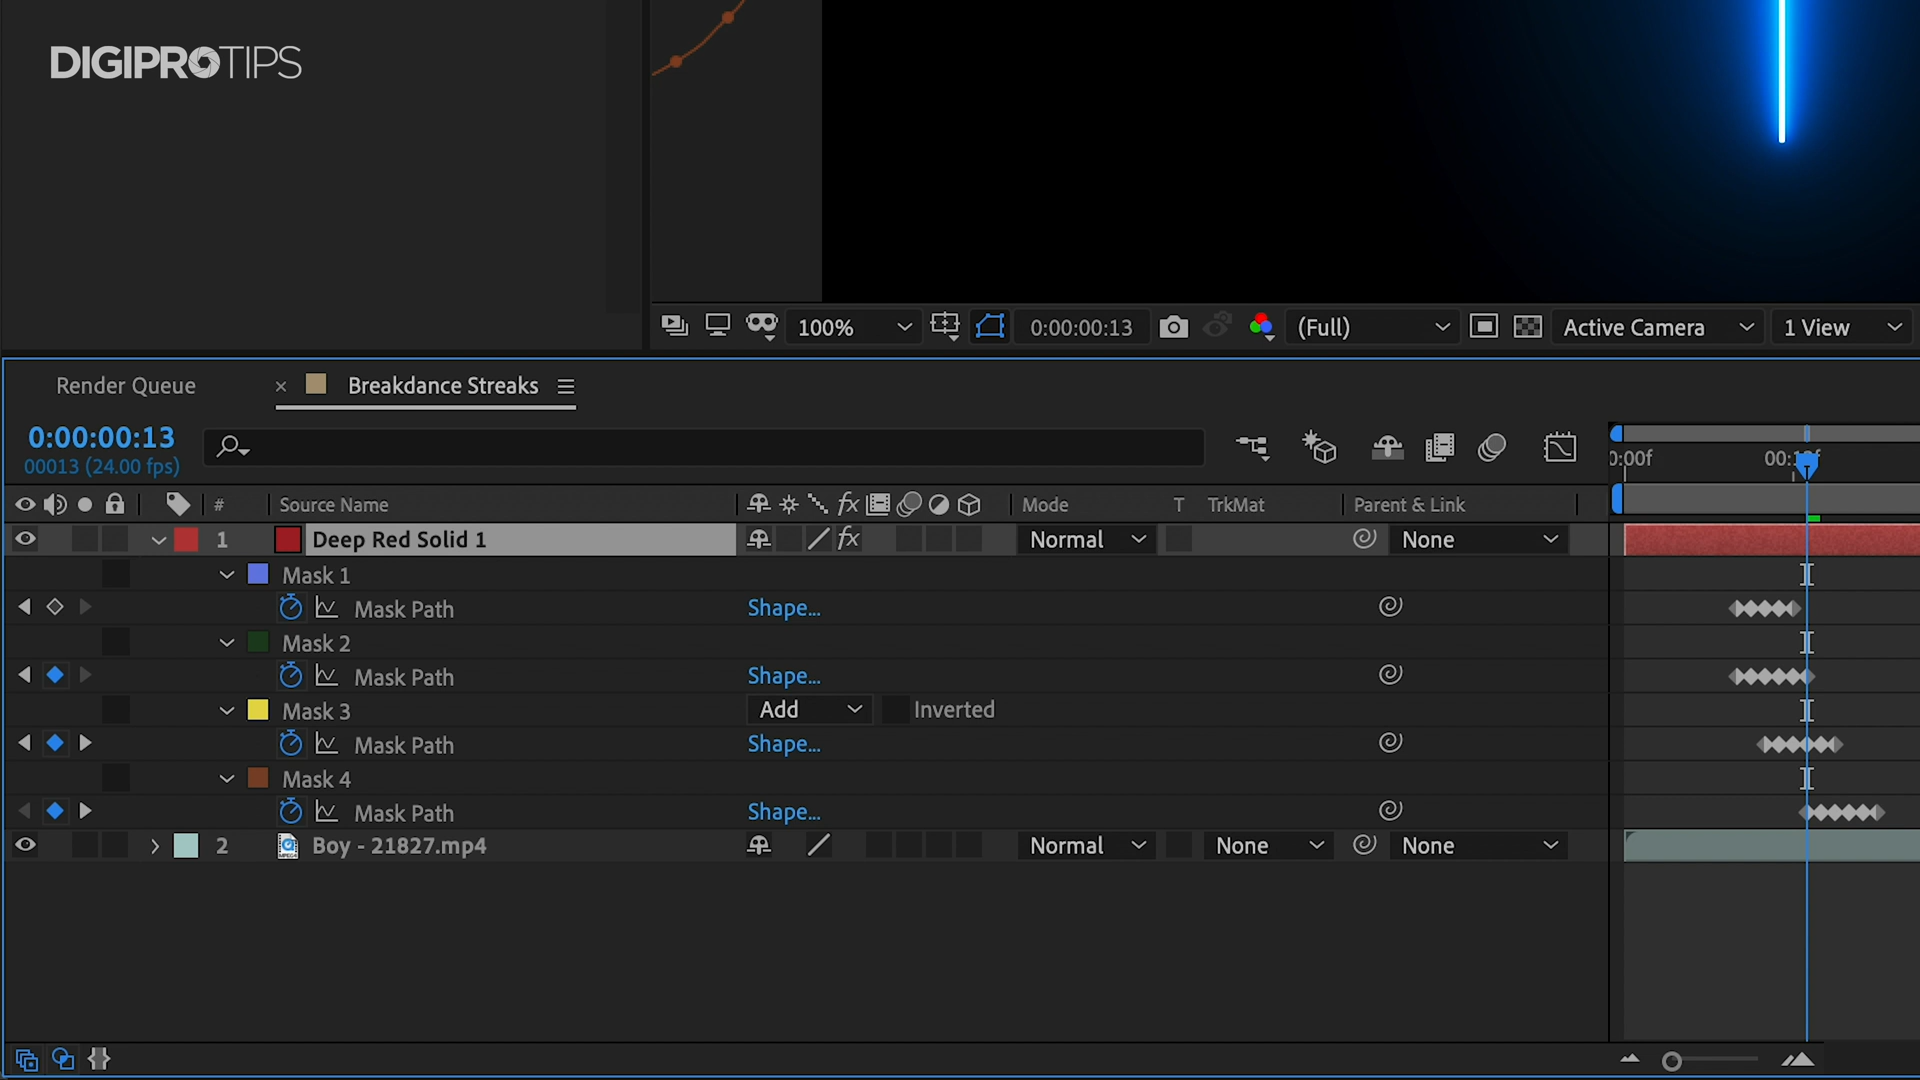 DIGIPROTIPS
100%
0:00:00:13
(Full)
Active Camera
1 View
Render Queue
× Breakdance Streaks
0:00:00:13
00013 (24.00 fps)
0:00f
# Source Name fx Mode T TrkMat Parent & Link
1 Deep Red Solid 1 fx Normal None
Mask 1
Mask Path Shape...
Mask 2
Mask Path Shape...
Mask 3 Add Inverted
Mask Path Shape...
Mask 4
Mask Path Shape...
2 Boy - 21827.mp4 Normal None None